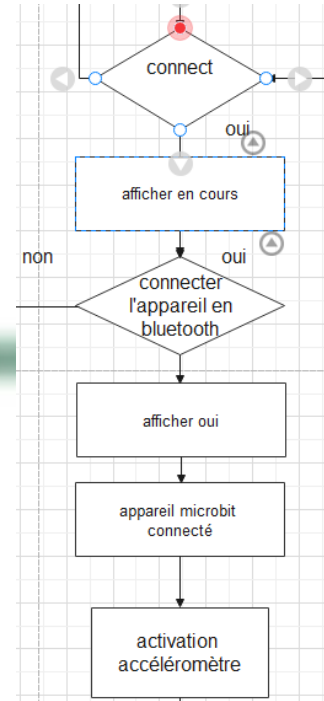 connect
oui
afficher en cours
non
oui
connecter
l'appareil en
bluetooth
afficher oui
appareil microbit
connecté
activation
accéléromètre